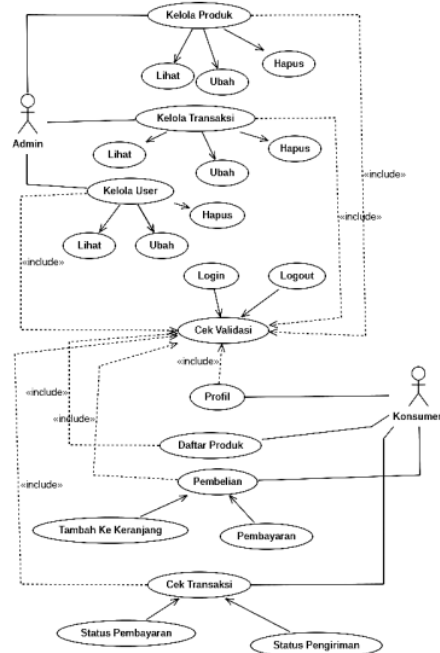 Kelola Produk
Lihat
Ubah
Hapus
Admin
Kelola Transaksi
Lihat
Ubah
Hapus
«include»
Kelola User
Hapus
«include»
Lihat
Ubah
«include»
Login
Logout
Cek Validasi
«include»
Profil
Konsumen
«include»
«include»
Daftar Produk
Pembelian
«include»
Tambah Ke Keranjang
Pembayaran
Cek Transaksi
Status Pembayaran
Status Pengiriman